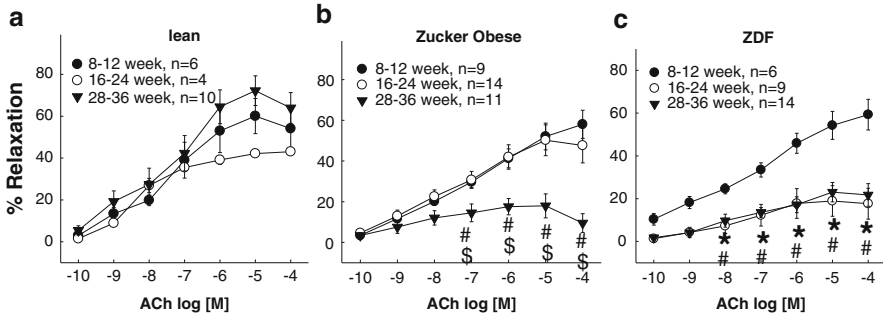 a
lean
% Relaxation
80
60
40
20
0
8-12 week, n=6
16-24 week, n=4
28-36 week, n=10
-10 -9 -8 -7 -6 -5 -4
ACh log [M]
b
Zucker Obese
80
60
40
20
0
8-12 week, n=9
16-24 week, n=14
28-36 week, n=11
# # # #
$ $ $ $
-10 -9 -8 -7 -6 -5 -4
ACh log [M]
c
ZDF
80
60
40
20
0
8-12 week, n=6
16-24 week, n=9
28-36 week, n=14
* * * * *
# # # # #
-10 -9 -8 -7 -6 -5 -4
ACh log [M]